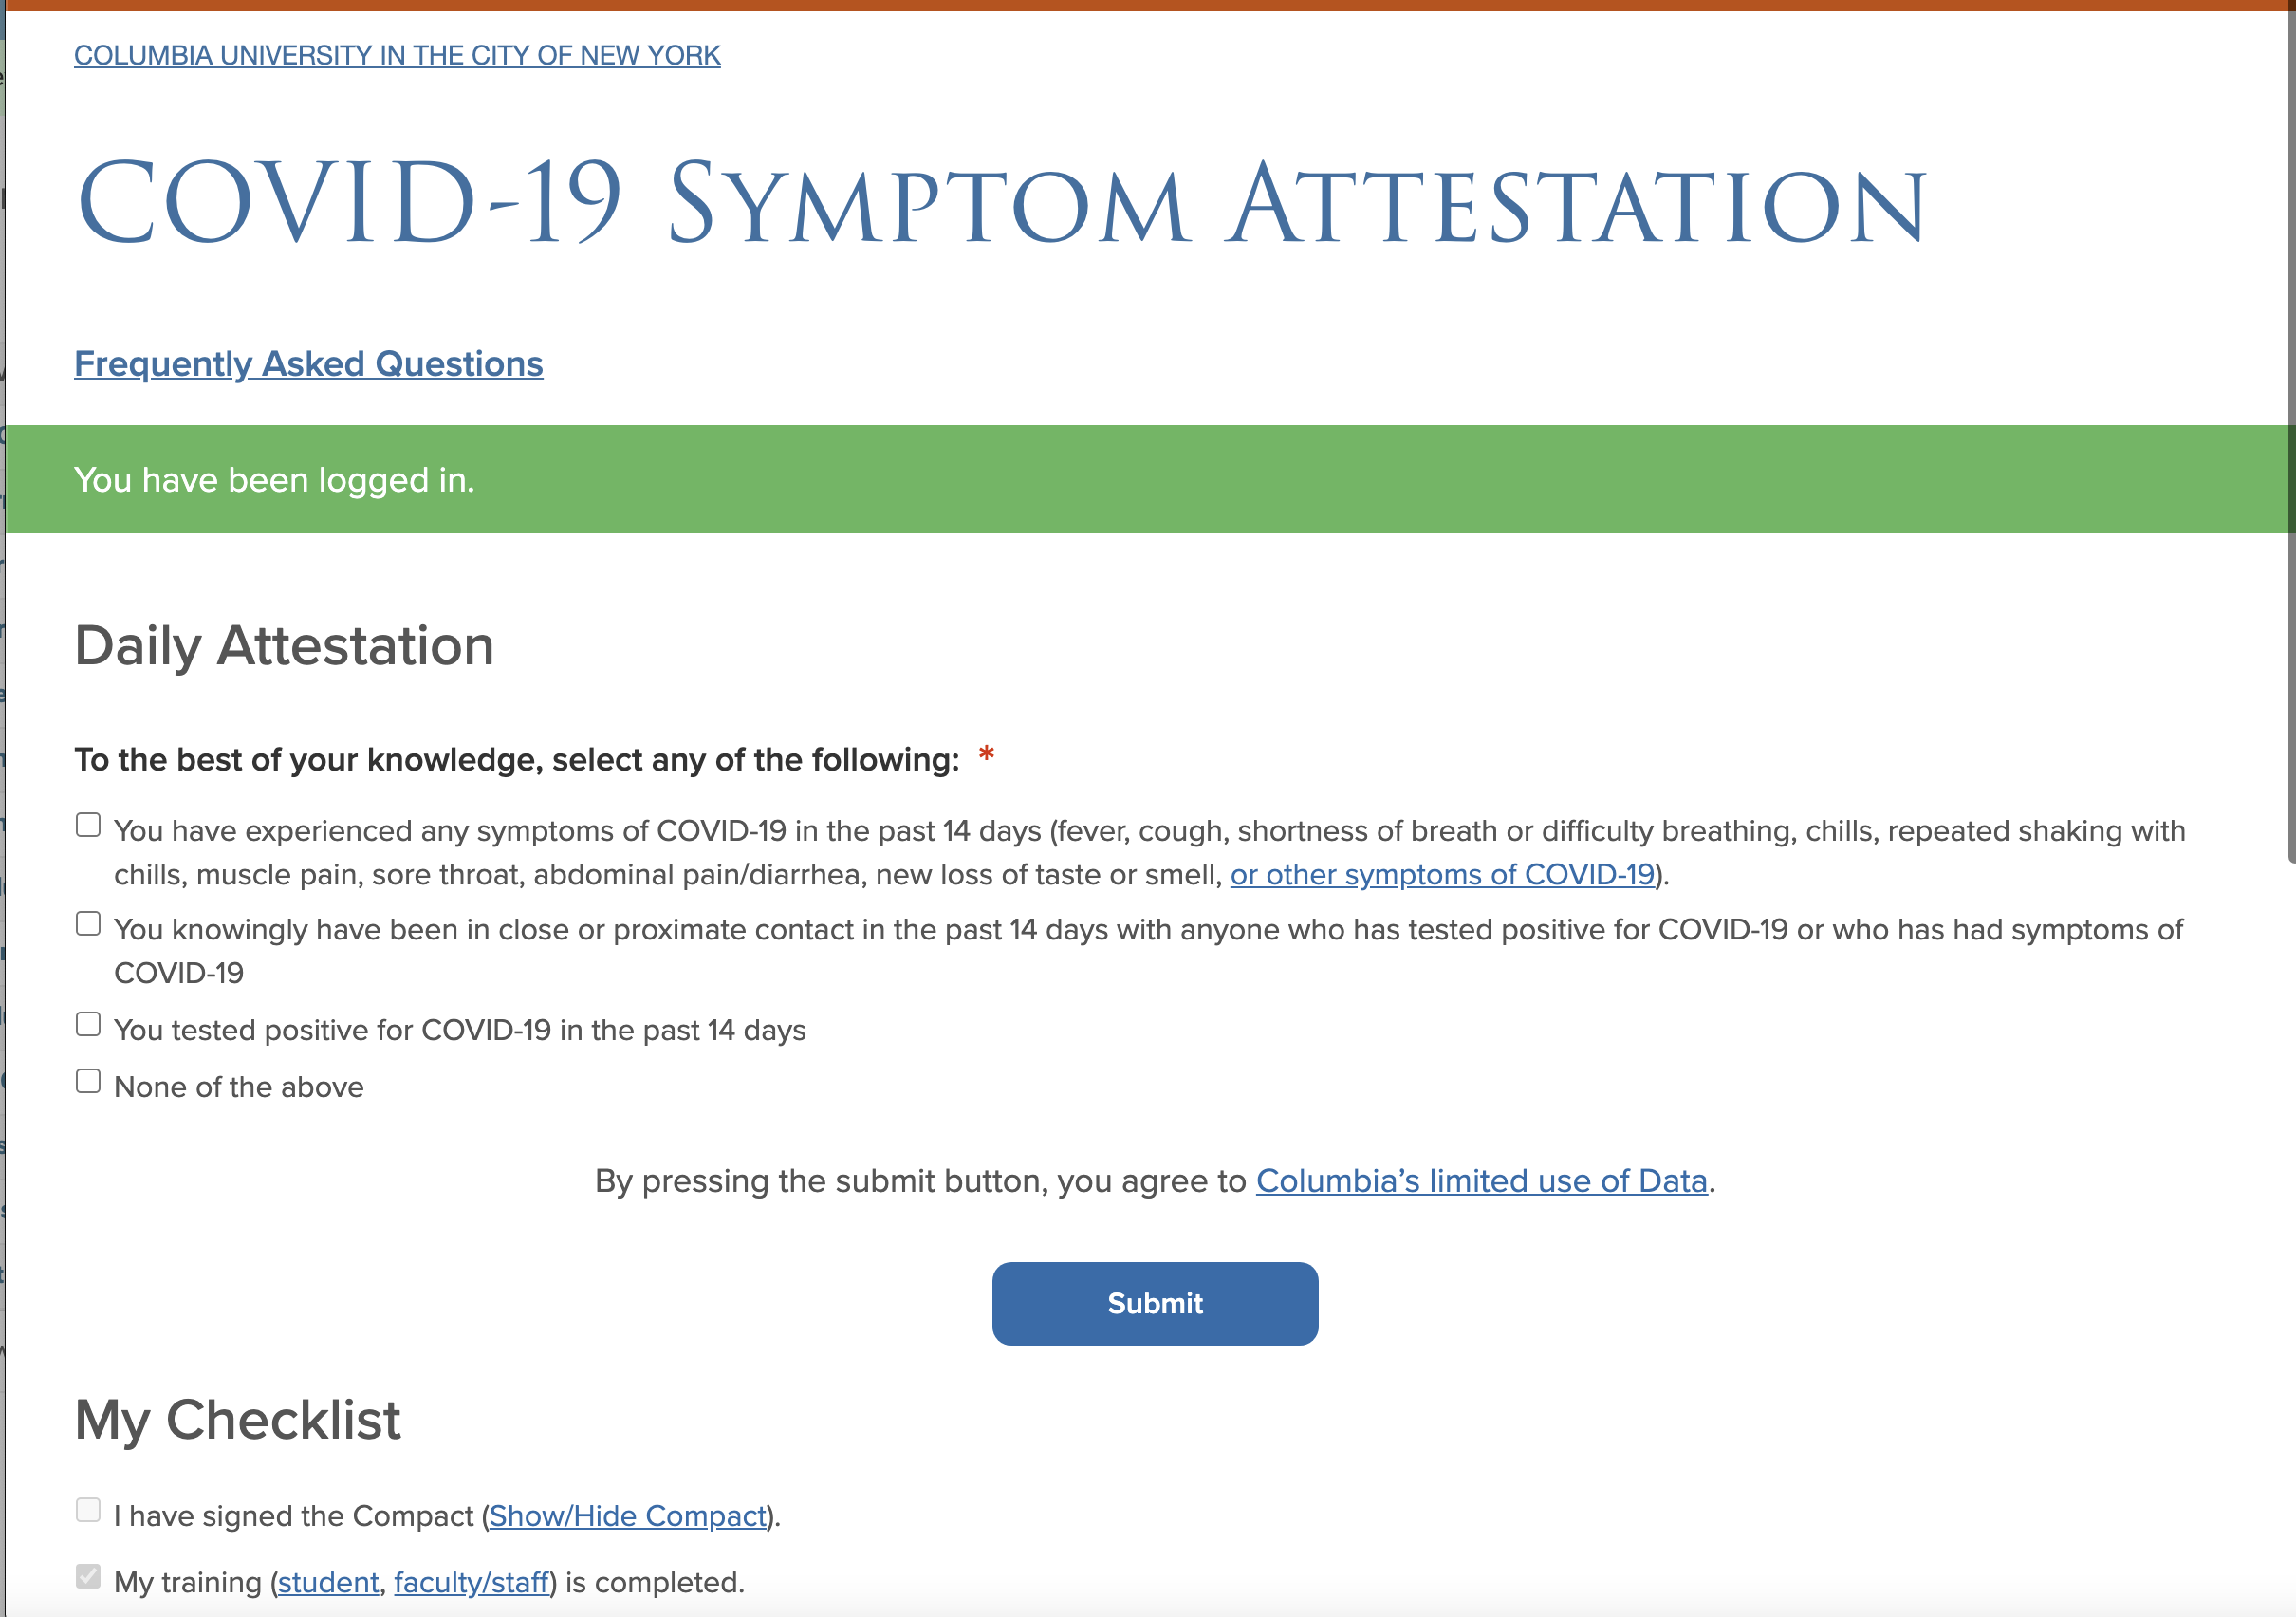 COLUMBIA UNIVERSITY IN THE CITY OF NEW YORK
COVID-19 Symptom Attestation
Frequently Asked Questions
You have been logged in.
Daily Attestation
To the best of your knowledge, select any of the following: *
You have experienced any symptoms of COVID-19 in the past 14 days (fever, cough, shortness of breath or difficulty breathing, chills, repeated shaking with
chills, muscle pain, sore throat, abdominal pain/diarrhea, new loss of taste or smell, or other symptoms of COVID-19).
You knowingly have been in close or proximate contact in the past 14 days with anyone who has tested positive for COVID-19 or who has had symptoms of
COVID-19
You tested positive for COVID-19 in the past 14 days
None of the above
By pressing the submit button, you agree to Columbia’s limited use of Data.
Submit
My Checklist
I have signed the Compact (Show/Hide Compact).
My training (student, faculty/staff) is completed.